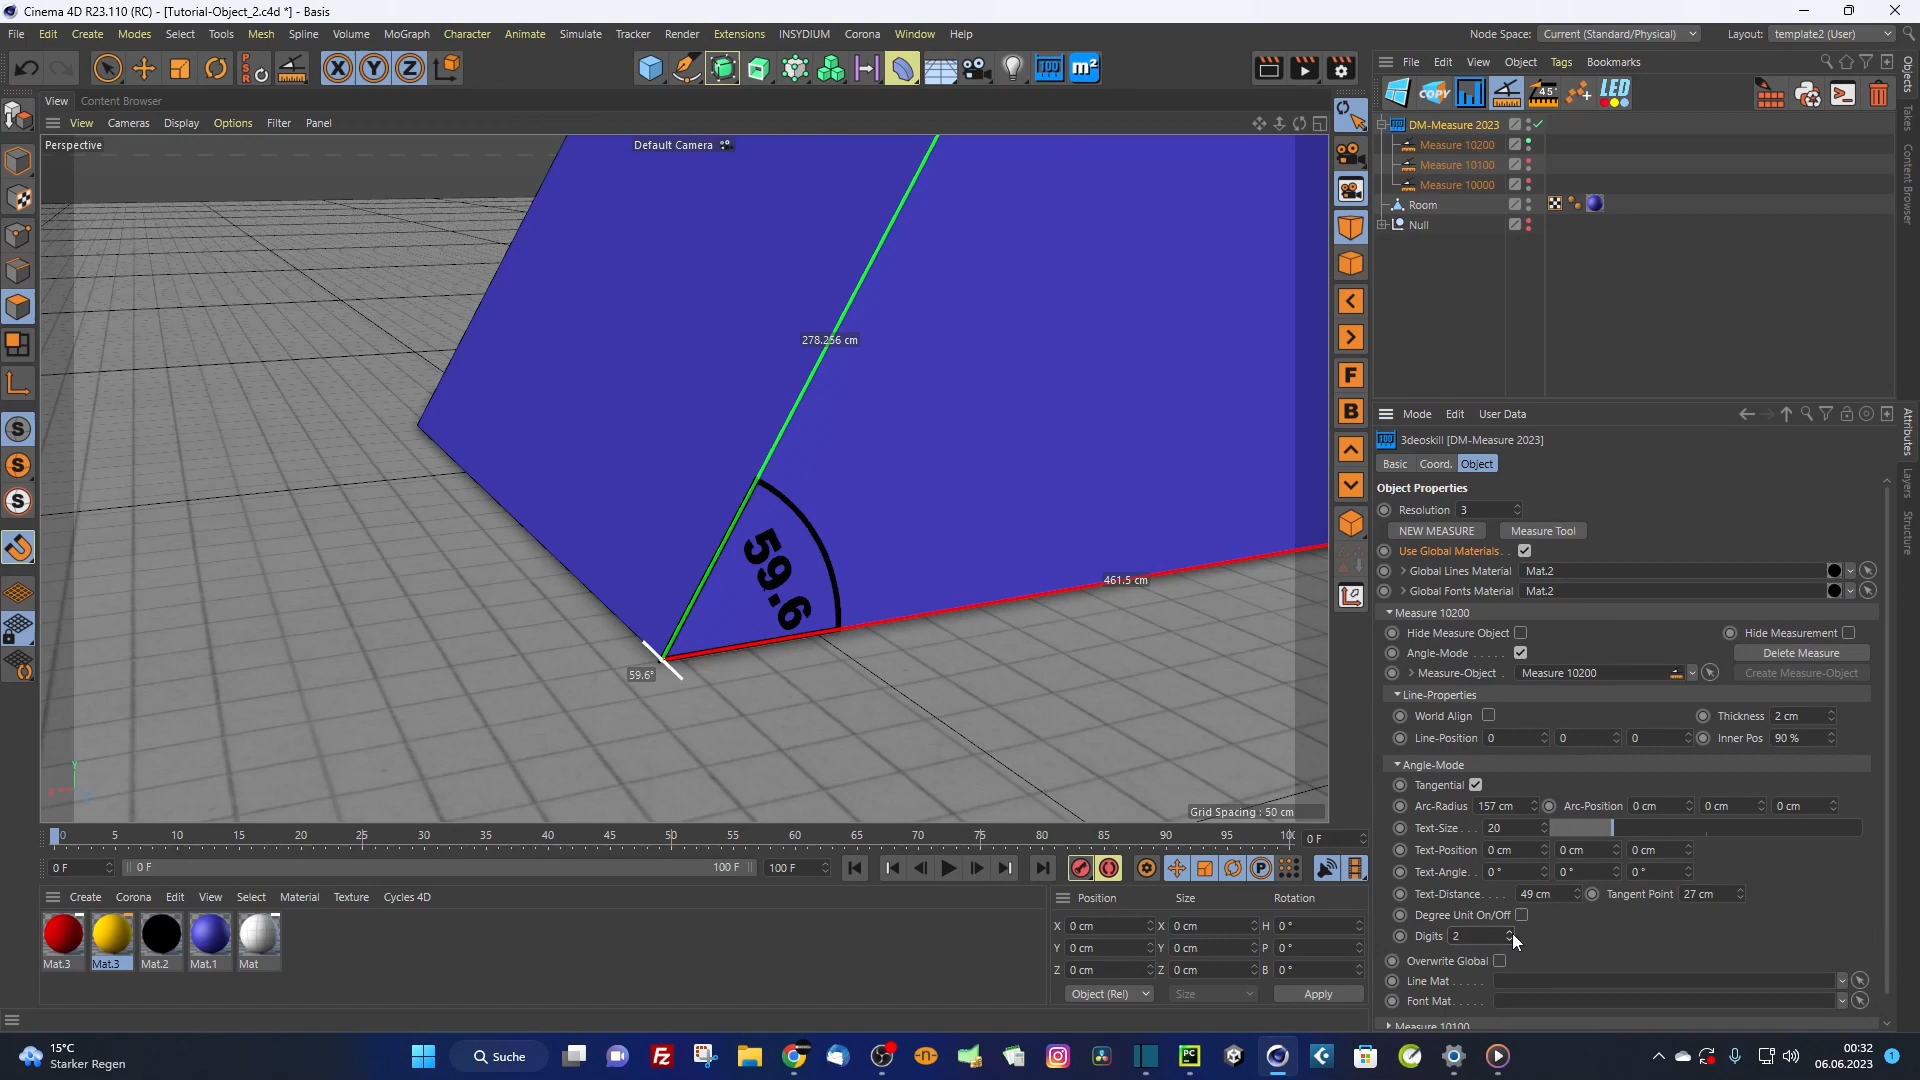 Cinema 4D R23.110 (RC) - [Tutorial-Object_2.c4d *] - Basis
File Edit Create Modes Select Tools Mesh Spline Volume MoGraph Character Animate Simulate Tracker Render Extensions INSYDIUM Corona Window Help
Node Space: Current (Standard/Physical) Layout: template2 (User)
View Content Browser
View Cameras Display Options Filter Panel
Perspective
Default Camera
278.256 cm
461.5 cm
59.6
59.6°
Grid Spacing : 50 cm
File Edit View Object Tags Bookmarks
COPY 45 LED
DM-Measure 2023
Measure 10200
Measure 10100
Measure 10000
Room
Null
Mode Edit User Data
3deoskill [DM-Measure 2023]
Basic Coord. Object
Object Properties
Resolution 3
NEW MEASURE Measure Tool
Use Global Materials .
Global Lines Material Mat.2
Global Fonts Material Mat.2
Measure 10200
Hide Measure Object Hide Measurement
Angle-Mode . . . . . Delete Measure
Measure-Object . Measure 10200 Create Measure-Object
Line-Properties
World Align Thickness 2 cm
Line-Position 0 0 0 Inner Pos 90 %
Angle-Mode
Tangential
Arc-Radius 157 cm Arc-Position 0 cm 0 cm 0 cm
Text-Size . . . 20
Text-Position 0 cm 0 cm 0 cm
Text-Angle. . 0 ° 0 ° 0 °
Text-Distance. . . . 49 cm Tangent Point 27 cm
Degree Unit On/Off
Digits 2
Overwrite Global
Line Mat . . . . .
Font Mat. . . . .
Measure 10100
Objects
Takes
Content Browser
Attributes
Layers
Structure
0 5 10 15 20 25 30 35 40 45 50 55 60 65 70 75 80 85 90 95 0 F
0 F 0 F 100 F 100 F
Create Corona Edit View Select Material Texture Cycles 4D
Mat.3 Mat.3 Mat.2 Mat.1 Mat
Position Size Rotation
X 0 cm X 0 cm H 0 °
Y 0 cm Y 0 cm P 0 °
Z 0 cm Z 0 cm B 0 °
Object (Rel) Size Apply
15°C
Starker Regen
Suche
00:32
06.06.2023